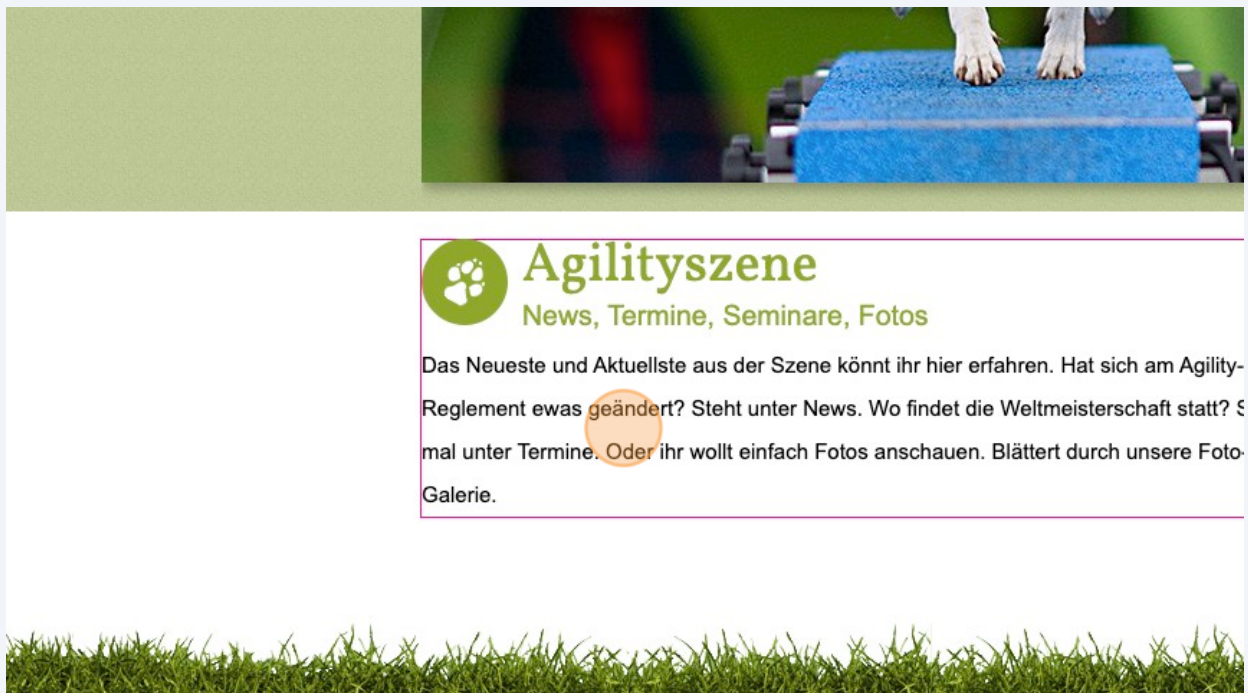 Agilityszene
News, Termine, Seminare, Fotos
Das Neueste und Aktuellste aus der Szene könnt ihr hier erfahren. Hat sich am Agility-
Reglement ewas geändert? Steht unter News. Wo findet die Weltmeisterschaft statt?
mal unter Termine. Oder ihr wollt einfach Fotos anschauen. Blättert durch unsere Foto-
Galerie.